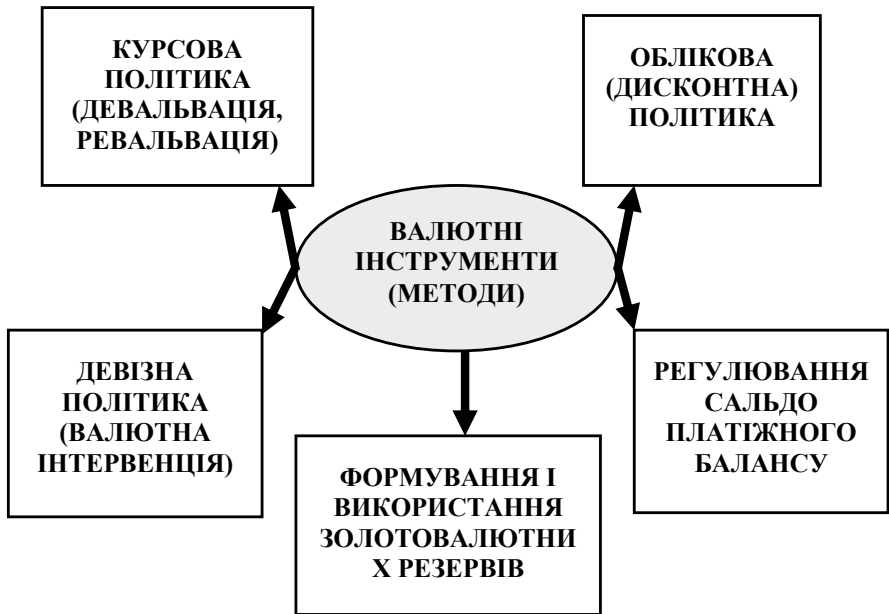 КУРСОВА
ПОЛІТИКА
(ДЕВАЛЬВАЦІЯ,
РЕВАЛЬВАЦІЯ)
ОБЛІКОВА
(ДИСКОНТНА)
ПОЛІТИКА
ВАЛЮТНІ
ІНСТРУМЕНТИ
(МЕТОДИ)
ДЕВІЗНА
ПОЛІТИКА
(ВАЛЮТНА
ІНТЕРВЕНЦІЯ)
ФОРМУВАННЯ І
ВИКОРИСТАННЯ
ЗОЛОТОВАЛЮТНИ
Х РЕЗЕРВІВ
РЕГУЛЮВАННЯ
САЛЬДО
ПЛАТІЖНОГО
БАЛАНСУ